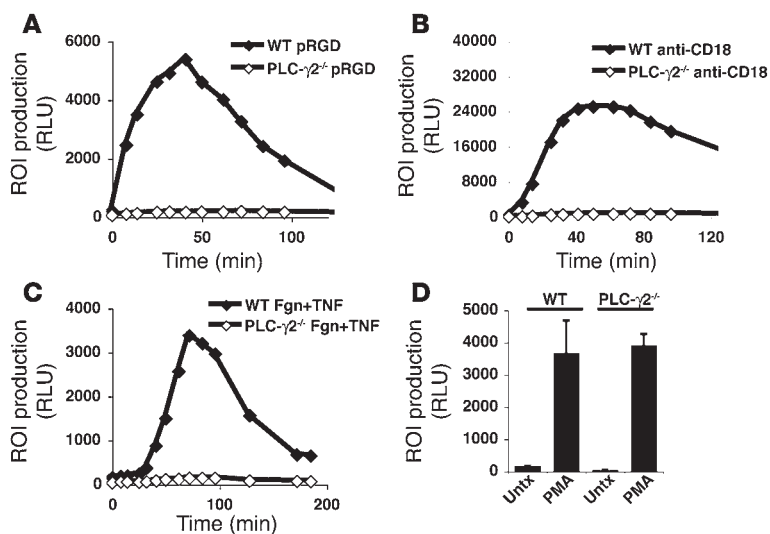 A
WT pRGD
PLC-γ2-/- pRGD
ROI production
(RLU)
6000
4000
2000
0
0 50 100
Time (min)
B
WT anti-CD18
PLC-γ2-/- anti-CD18
ROI production
(RLU)
40000
32000
24000
16000
8000
0
0 40 80 120
Time (min)
C
WT Fgn+TNF
PLC-γ2-/- Fgn+TNF
ROI production
(RLU)
4000
3000
2000
1000
0
0 100 200
Time (min)
D
WT PLC-γ2-/-
ROI production
(RLU)
5000
4000
3000
2000
1000
0
Untx PMA Untx PMA